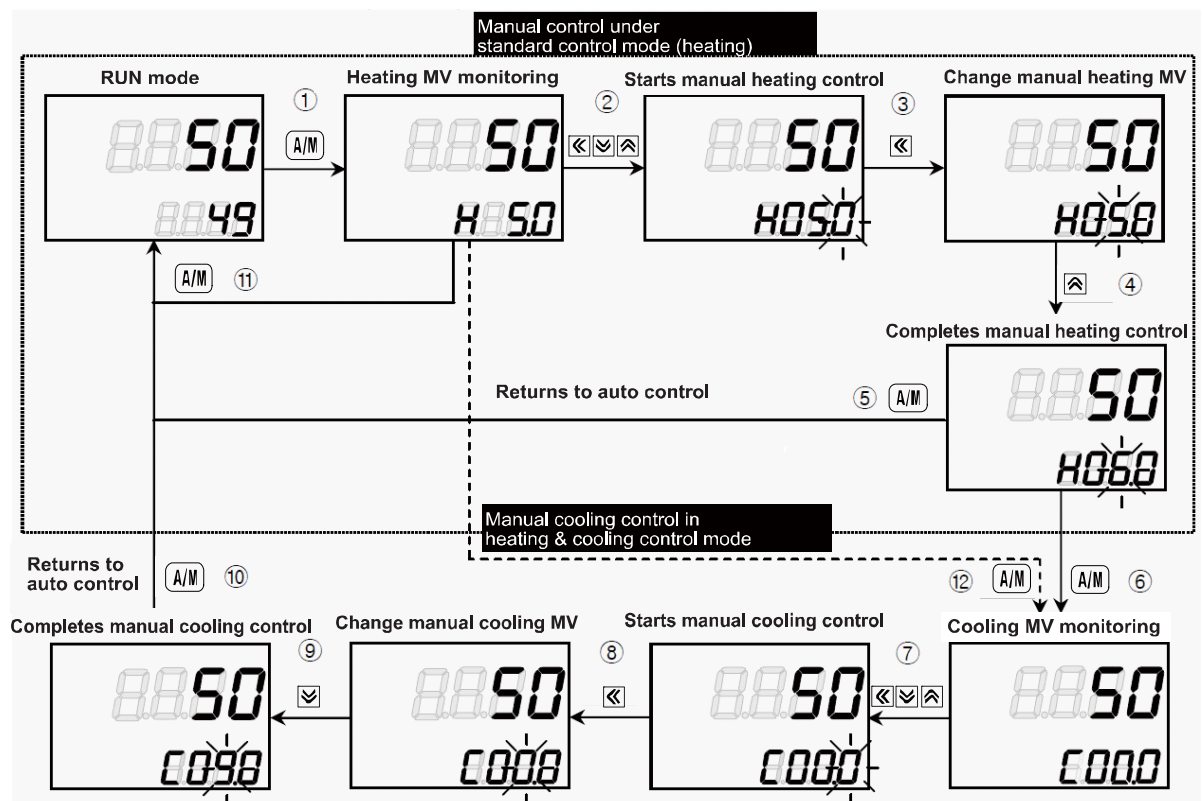 Manual control under
standard control mode (heating)
RUN mode
Heating MV monitoring
Starts manual heating control
Change manual heating MV
①
②
③
A/M
50
50
50
50
49
H 5.0
H05.0
H05.0
A/M ⑪
④
Completes manual heating control
Returns to auto control
⑤ A/M
50
H06.0
Manual cooling control in
heating & cooling control mode
Returns to
auto control
A/M ⑩
⑫ A/M
A/M ⑥
Completes manual cooling control
Change manual cooling MV
Starts manual cooling control
Cooling MV monitoring
⑨
⑧
⑦
50
50
50
50
C09.0
C00.0
C00.0
C00.0